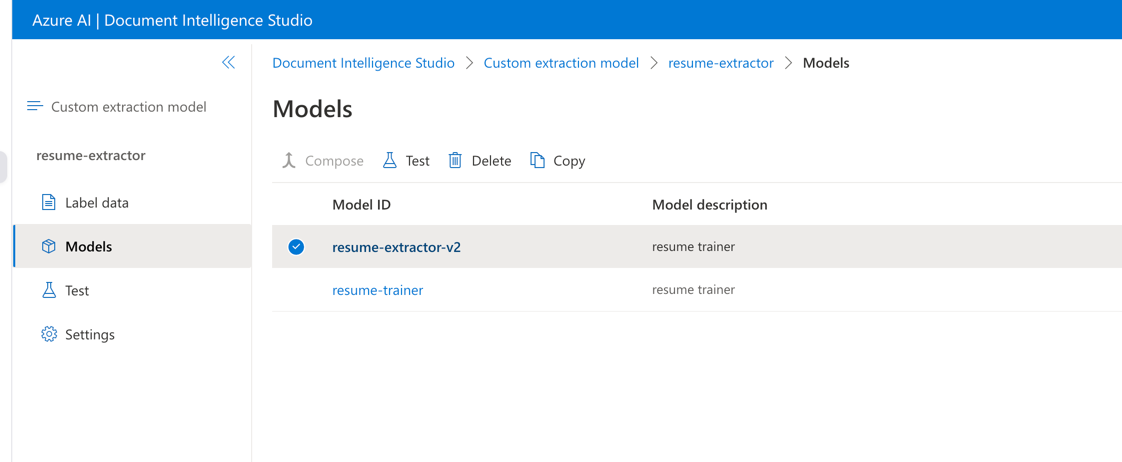 Azure AI | Document Intelligence Studio
Document Intelligence Studio > Custom extraction model > resume-extractor > Models
Custom extraction model
resume-extractor
Label data
Models
Test
Settings
Models
Compose Test Delete Copy
Model ID Model description
resume-extractor-v2 resume trainer
resume-trainer resume trainer